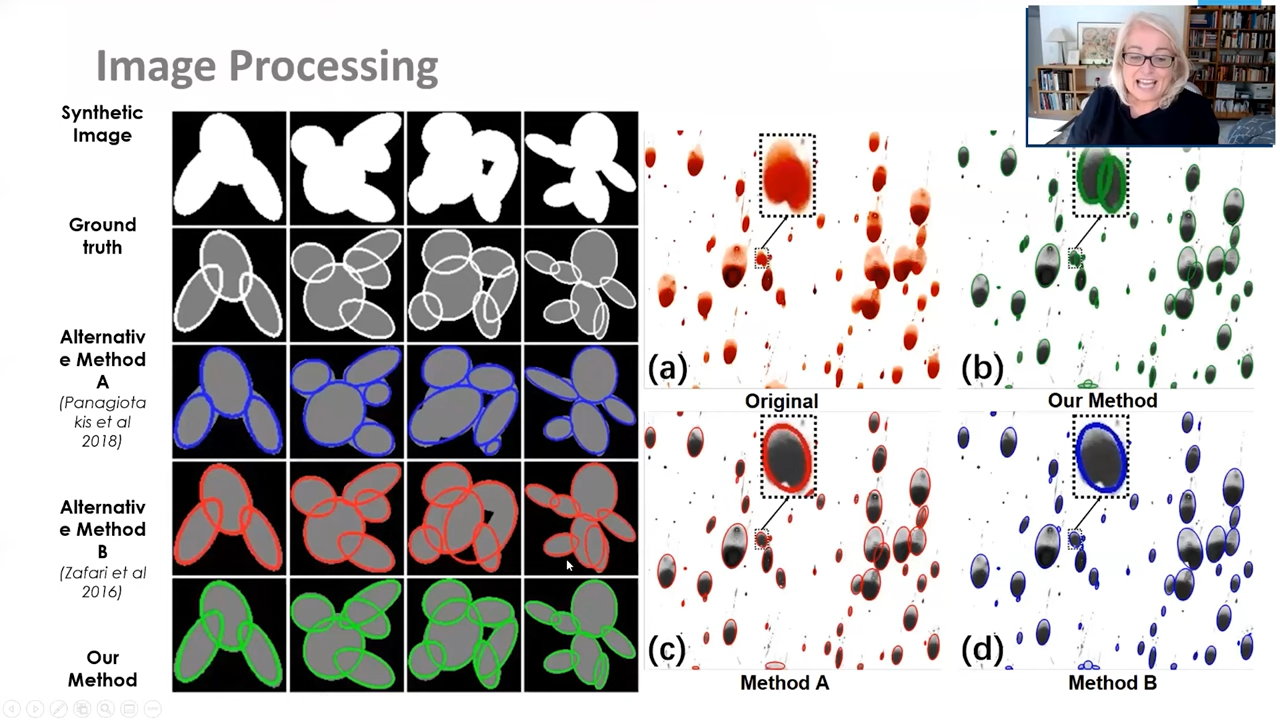 Image Processing
Synthetic
Image
Ground
truth
Alternativ
e Method
A
(Panagiota
kis et al
2018)
Alternativ
e Method
B
(Zafari et al
2016)
Our
Method
(a)
Original
(b)
Our Method
(c)
Method A
(d)
Method B